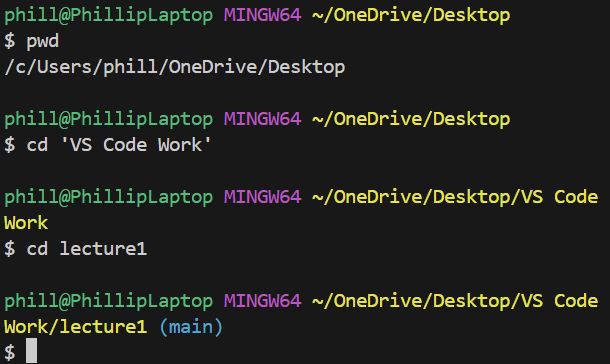 phill@PhillipLaptop MINGW64 ~/OneDrive/Desktop
$ pwd
/c/Users/phill/OneDrive/Desktop
phill@PhillipLaptop MINGW64 ~/OneDrive/Desktop
$ cd 'VS Code Work'
phill@PhillipLaptop MINGW64 ~/OneDrive/Desktop/VS Code
Work
$ cd lecture1
phill@PhillipLaptop MINGW64 ~/OneDrive/Desktop/VS Code
Work/lecture1 (main)
$